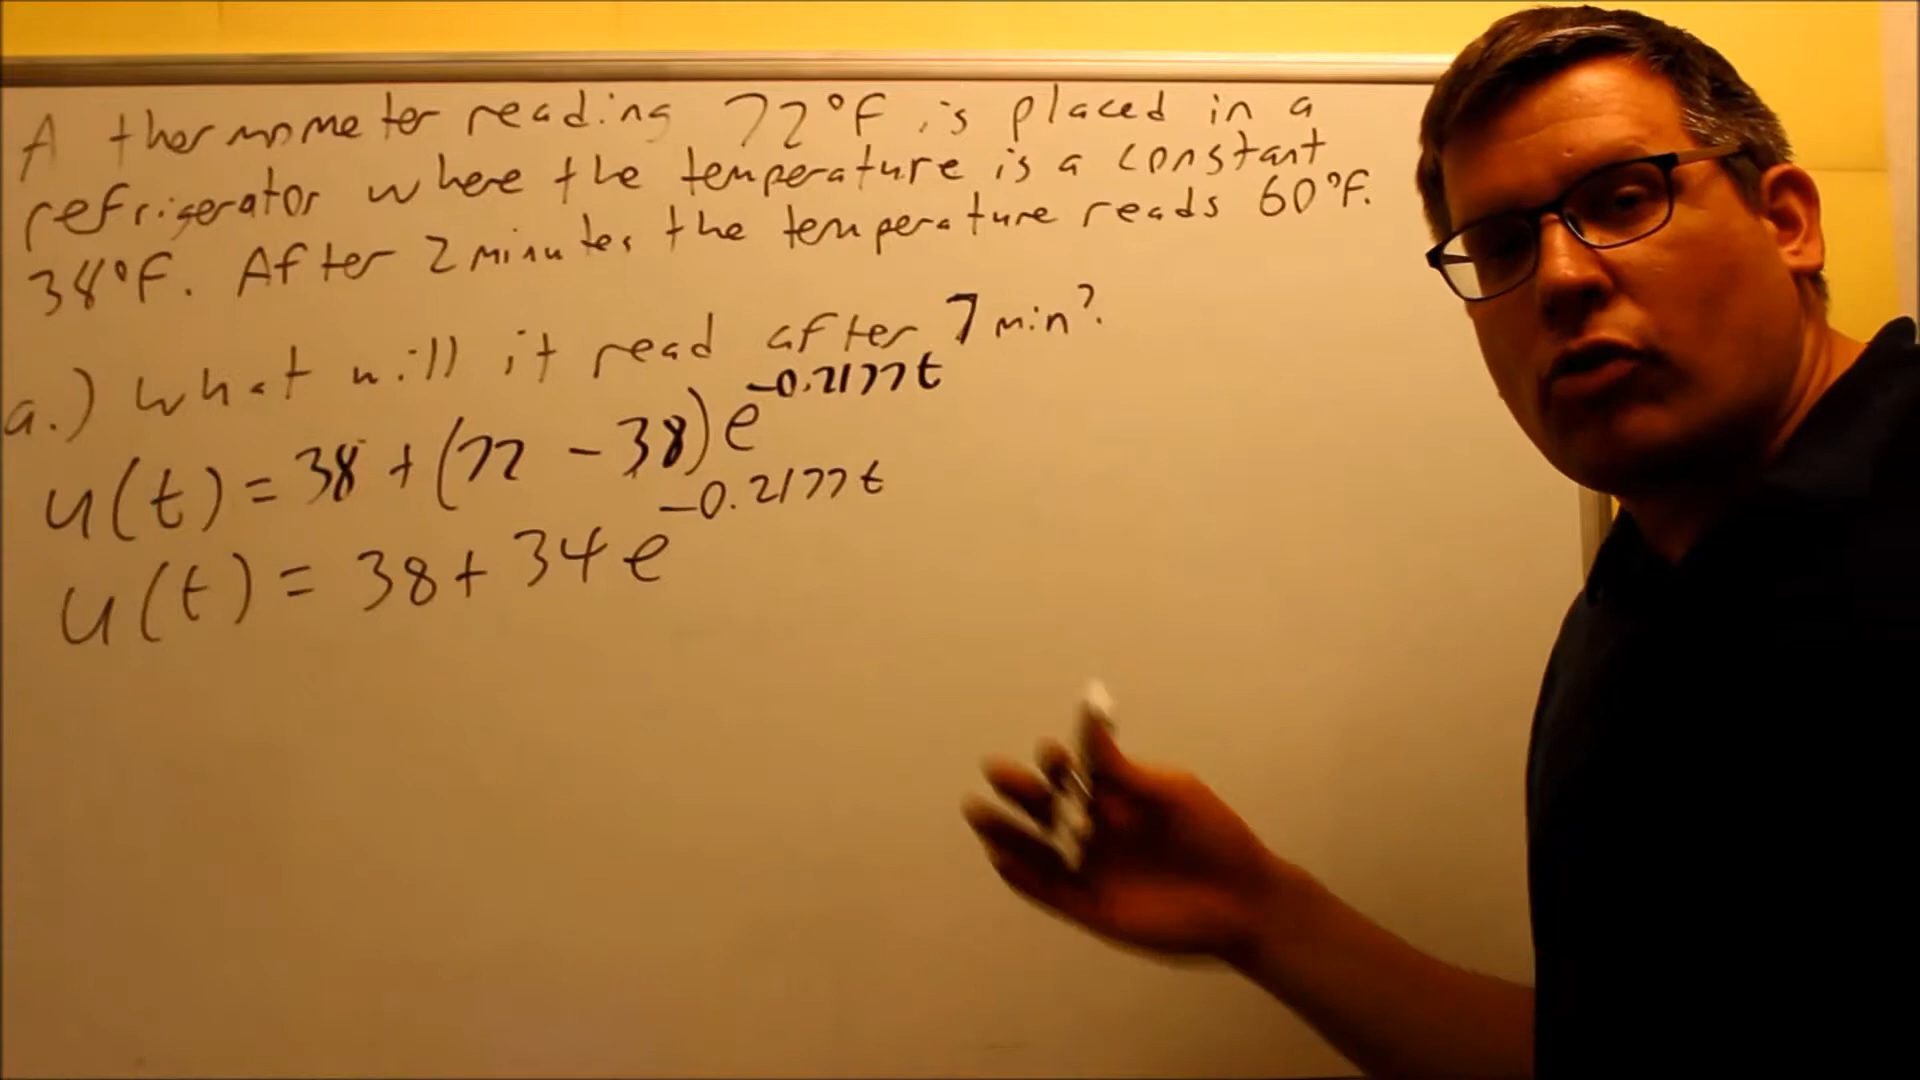 A thermometer reading 72°F is placed in a
refrigerator where the temperature is a constant
38°F. After 2 minutes the temperature reads 60°F.
a.) What will it read after 7 min?
u(t) = 38 + (72 - 38)e^-0.2177t
u(t) = 38 + 34e^-0.2177t